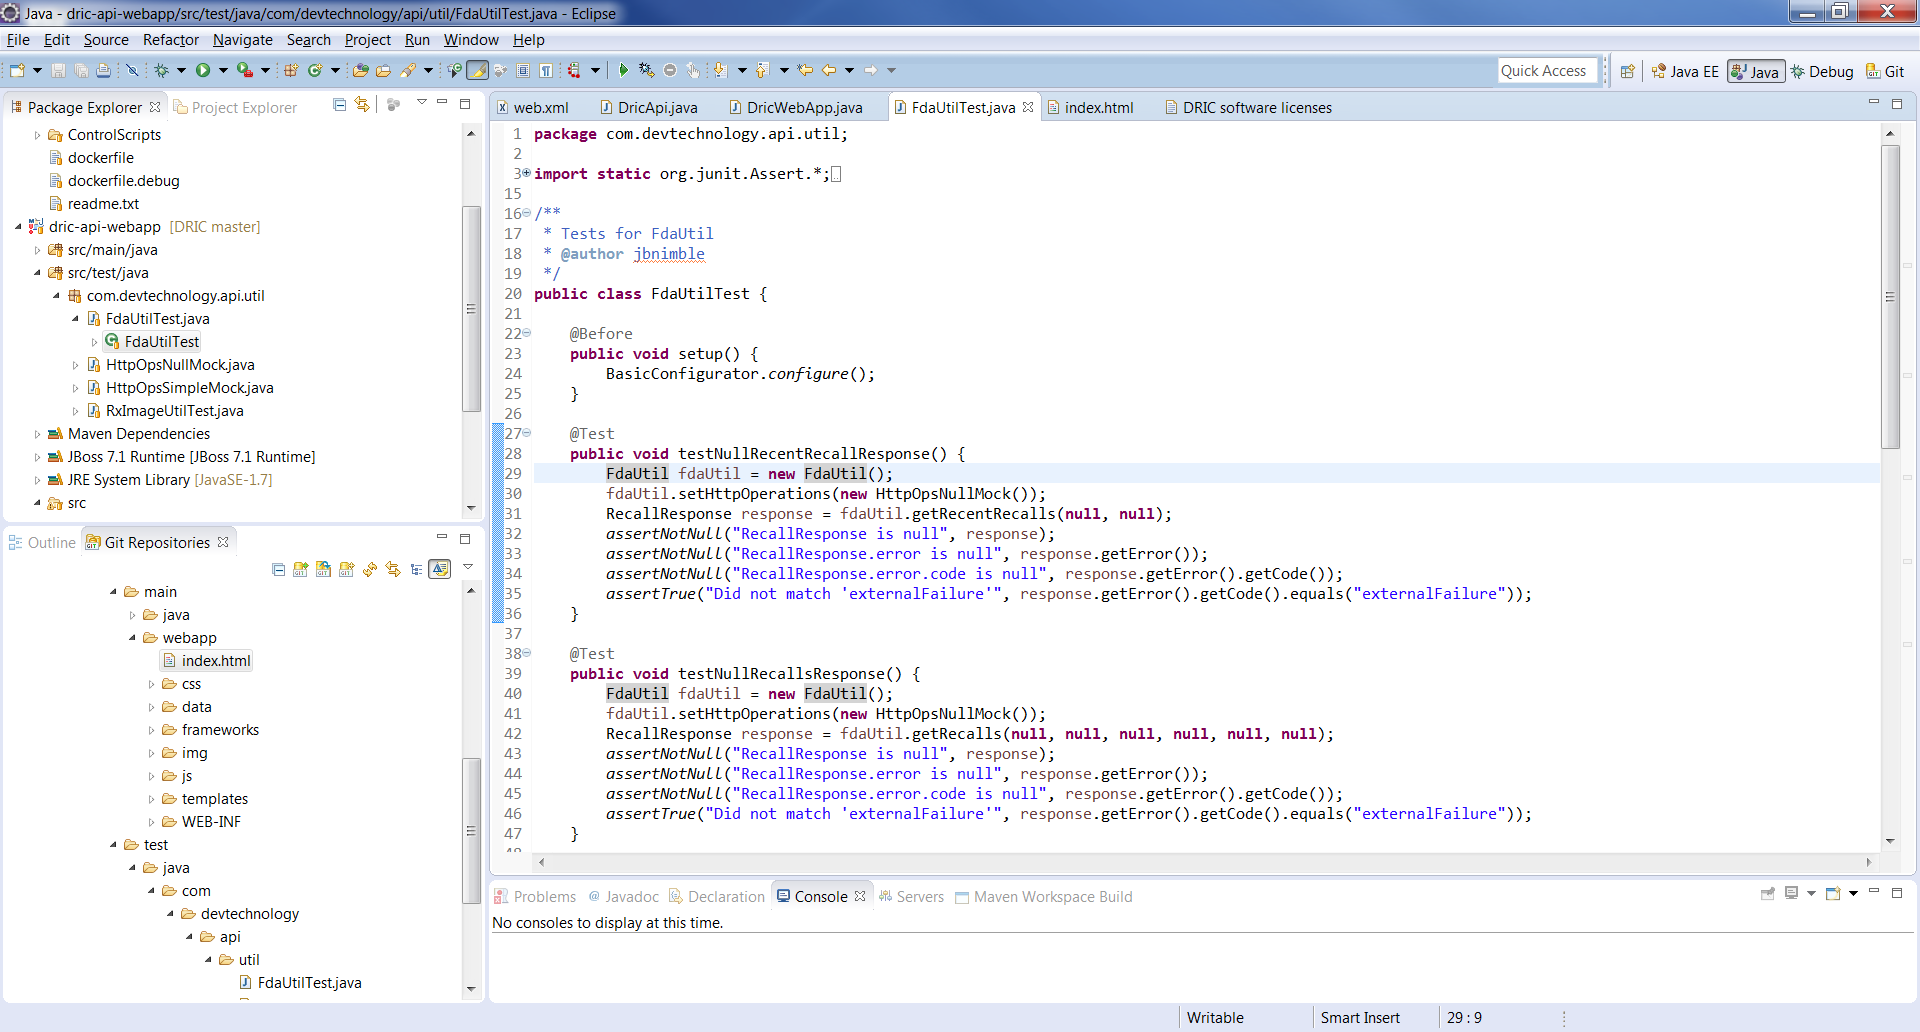 Java - dric-api-webapp/src/test/java/com/devtechnology/api/util/FdaUtilTest.java - Eclipse
File Edit Source Refactor Navigate Search Project Run Window Help
Quick Access Java EE Java Debug Git
Package Explorer Project Explorer
ControlScripts
dockerfile
dockerfile.debug
readme.txt
dric-api-webapp [DRIC master]
src/main/java
src/test/java
com.devtechnology.api.util
FdaUtilTest.java
FdaUtilTest
HttpOpsNullMock.java
HttpOpsSimpleMock.java
RxImageUtilTest.java
Maven Dependencies
JBoss 7.1 Runtime [JBoss 7.1 Runtime]
JRE System Library [JavaSE-1.7]
src
Outline Git Repositories
main
java
webapp
index.html
css
data
frameworks
img
js
templates
WEB-INF
test
java
com
devtechnology
api
util
FdaUtilTest.java
web.xml DricApi.java DricWebApp.java FdaUtilTest.java index.html DRIC software licenses
1 package com.devtechnology.api.util;
2
3 import static org.junit.Assert.*;
15
16 /**
17 * Tests for FdaUtil
18 * @author jbnimble
19 */
20 public class FdaUtilTest {
21
22 @Before
23 public void setup() {
24 BasicConfigurator.configure();
25 }
26
27 @Test
28 public void testNullRecentRecallResponse() {
29 FdaUtil fdaUtil = new FdaUtil();
30 fdaUtil.setHttpOperations(new HttpOpsNullMock());
31 RecallResponse response = fdaUtil.getRecentRecalls(null, null);
32 assertNotNull("RecallResponse is null", response);
33 assertNotNull("RecallResponse.error is null", response.getError());
34 assertNotNull("RecallResponse.error.code is null", response.getError().getCode());
35 assertTrue("Did not match 'externalFailure'", response.getError().getCode().equals("externalFailure"));
36 }
37
38 @Test
39 public void testNullRecallsResponse() {
40 FdaUtil fdaUtil = new FdaUtil();
41 fdaUtil.setHttpOperations(new HttpOpsNullMock());
42 RecallResponse response = fdaUtil.getRecalls(null, null, null, null, null, null);
43 assertNotNull("RecallResponse is null", response);
44 assertNotNull("RecallResponse.error is null", response.getError());
45 assertNotNull("RecallResponse.error.code is null", response.getError().getCode());
46 assertTrue("Did not match 'externalFailure'", response.getError().getCode().equals("externalFailure"));
47 }
48
Problems Javadoc Declaration Console Servers Maven Workspace Build
No consoles to display at this time.
Writable Smart Insert 29 : 9